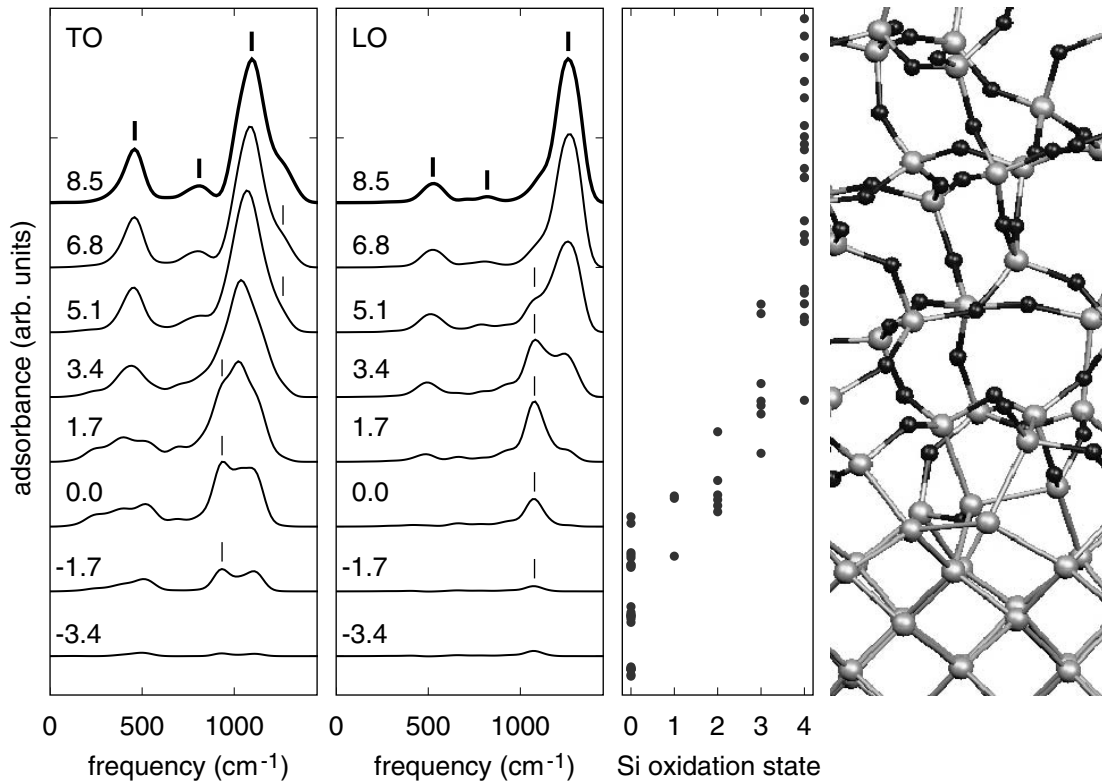 TO
8.5
6.8
5.1
3.4
1.7
0.0
-1.7
-3.4
0 500 1000
frequency (cm-1)
adsorbance (arb. units)
LO
8.5
6.8
5.1
3.4
1.7
0.0
-1.7
-3.4
0 500 1000
frequency (cm-1)
0 1 2 3 4
Si oxidation state